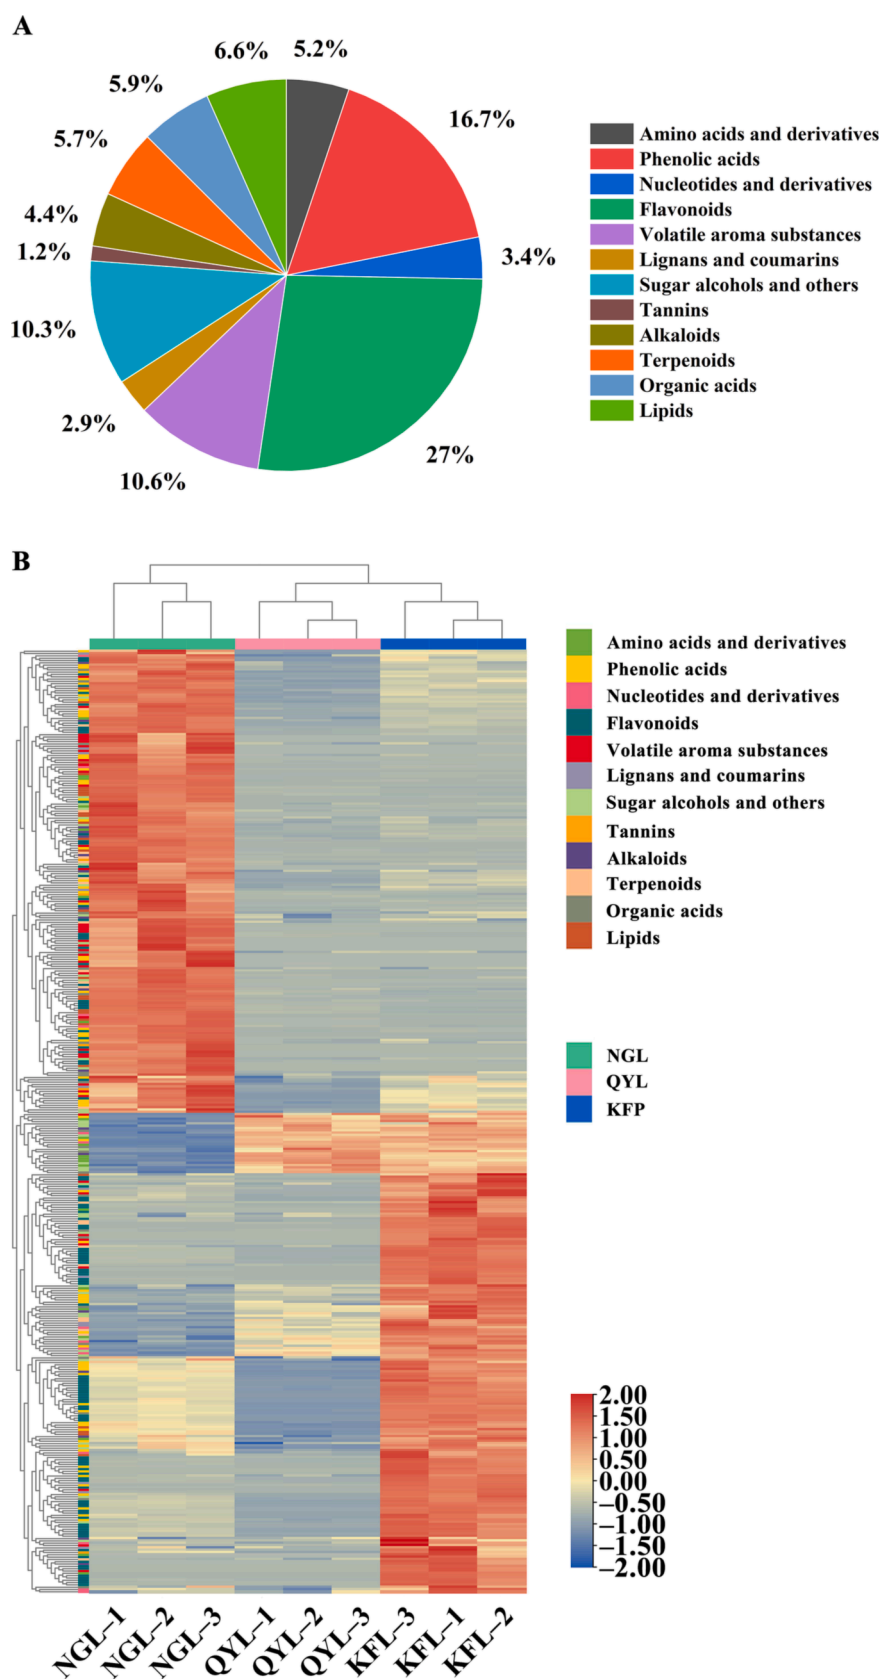 A
6.6%
5.2%
5.9%
16.7%
5.7%
4.4%
3.4%
1.2%
10.3%
2.9%
27%
10.6%
Amino acids and derivatives
Phenolic acids
Nucleotides and derivatives
Flavonoids
Volatile aroma substances
Lignans and coumarins
Sugar alcohols and others
Tannins
Alkaloids
Terpenoids
Organic acids
Lipids
B
Amino acids and derivatives
Phenolic acids
Nucleotides and derivatives
Flavonoids
Volatile aroma substances
Lignans and coumarins
Sugar alcohols and others
Tannins
Alkaloids
Terpenoids
Organic acids
Lipids
NGL
QYL
KFP
2.00
1.50
1.00
0.50
0.00
−0.50
−1.00
−1.50
−2.00
NGL-1
NGL-2
NGL-3
QYL-1
QYL-2
QYL-3
KFL-3
KFL-1
KFL-2